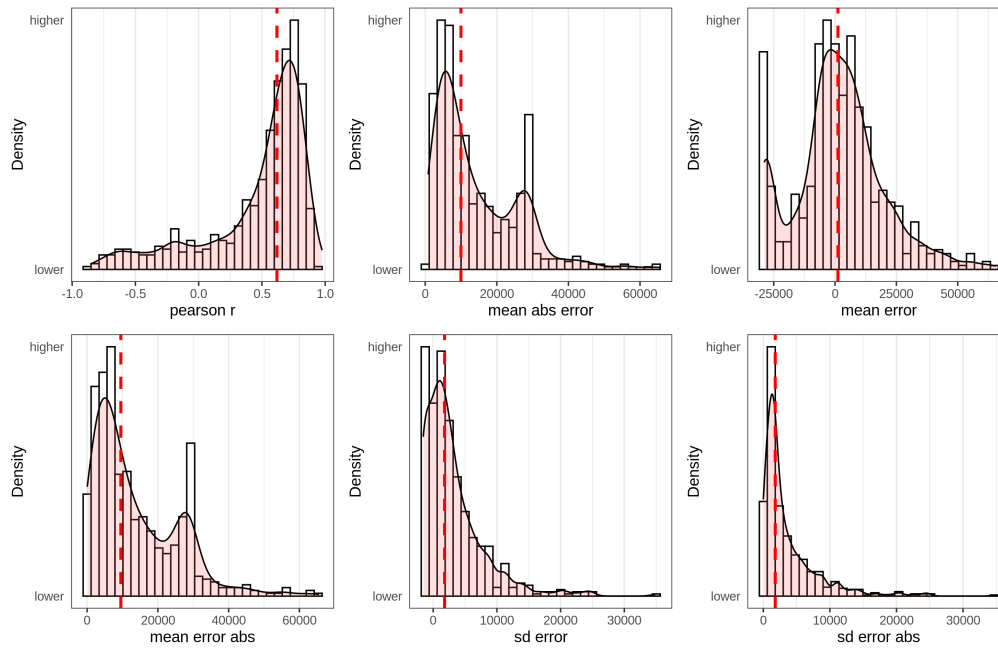 higher
Density
lower
-1.0 -0.5 0.0 0.5 1.0
pearson r
higher
Density
lower
0 20000 40000 60000
mean abs error
higher
Density
lower
-25000 0 25000 50000
mean error
higher
Density
lower
0 20000 40000 60000
mean error abs
higher
Density
lower
0 10000 20000 30000
sd error
higher
Density
lower
0 10000 20000 30000
sd error abs